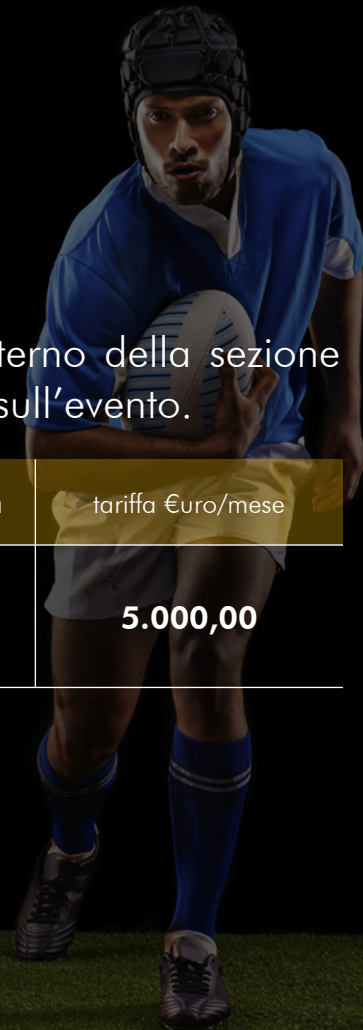 terno della sezione
sull’evento.
tariffa €uro/mese
5.000,00